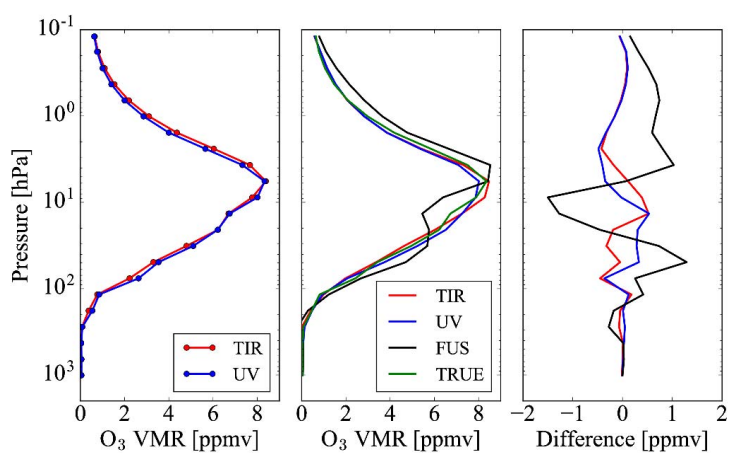 10⁻¹
10⁰
10¹
10²
10³
Pressure [hPa]
TIR
UV
0 2 4 6 8
O₃ VMR [ppmv]
TIR
UV
FUS
TRUE
0 2 4 6 8
O₃ VMR [ppmv]
−2 −1 0 1 2
Difference [ppmv]